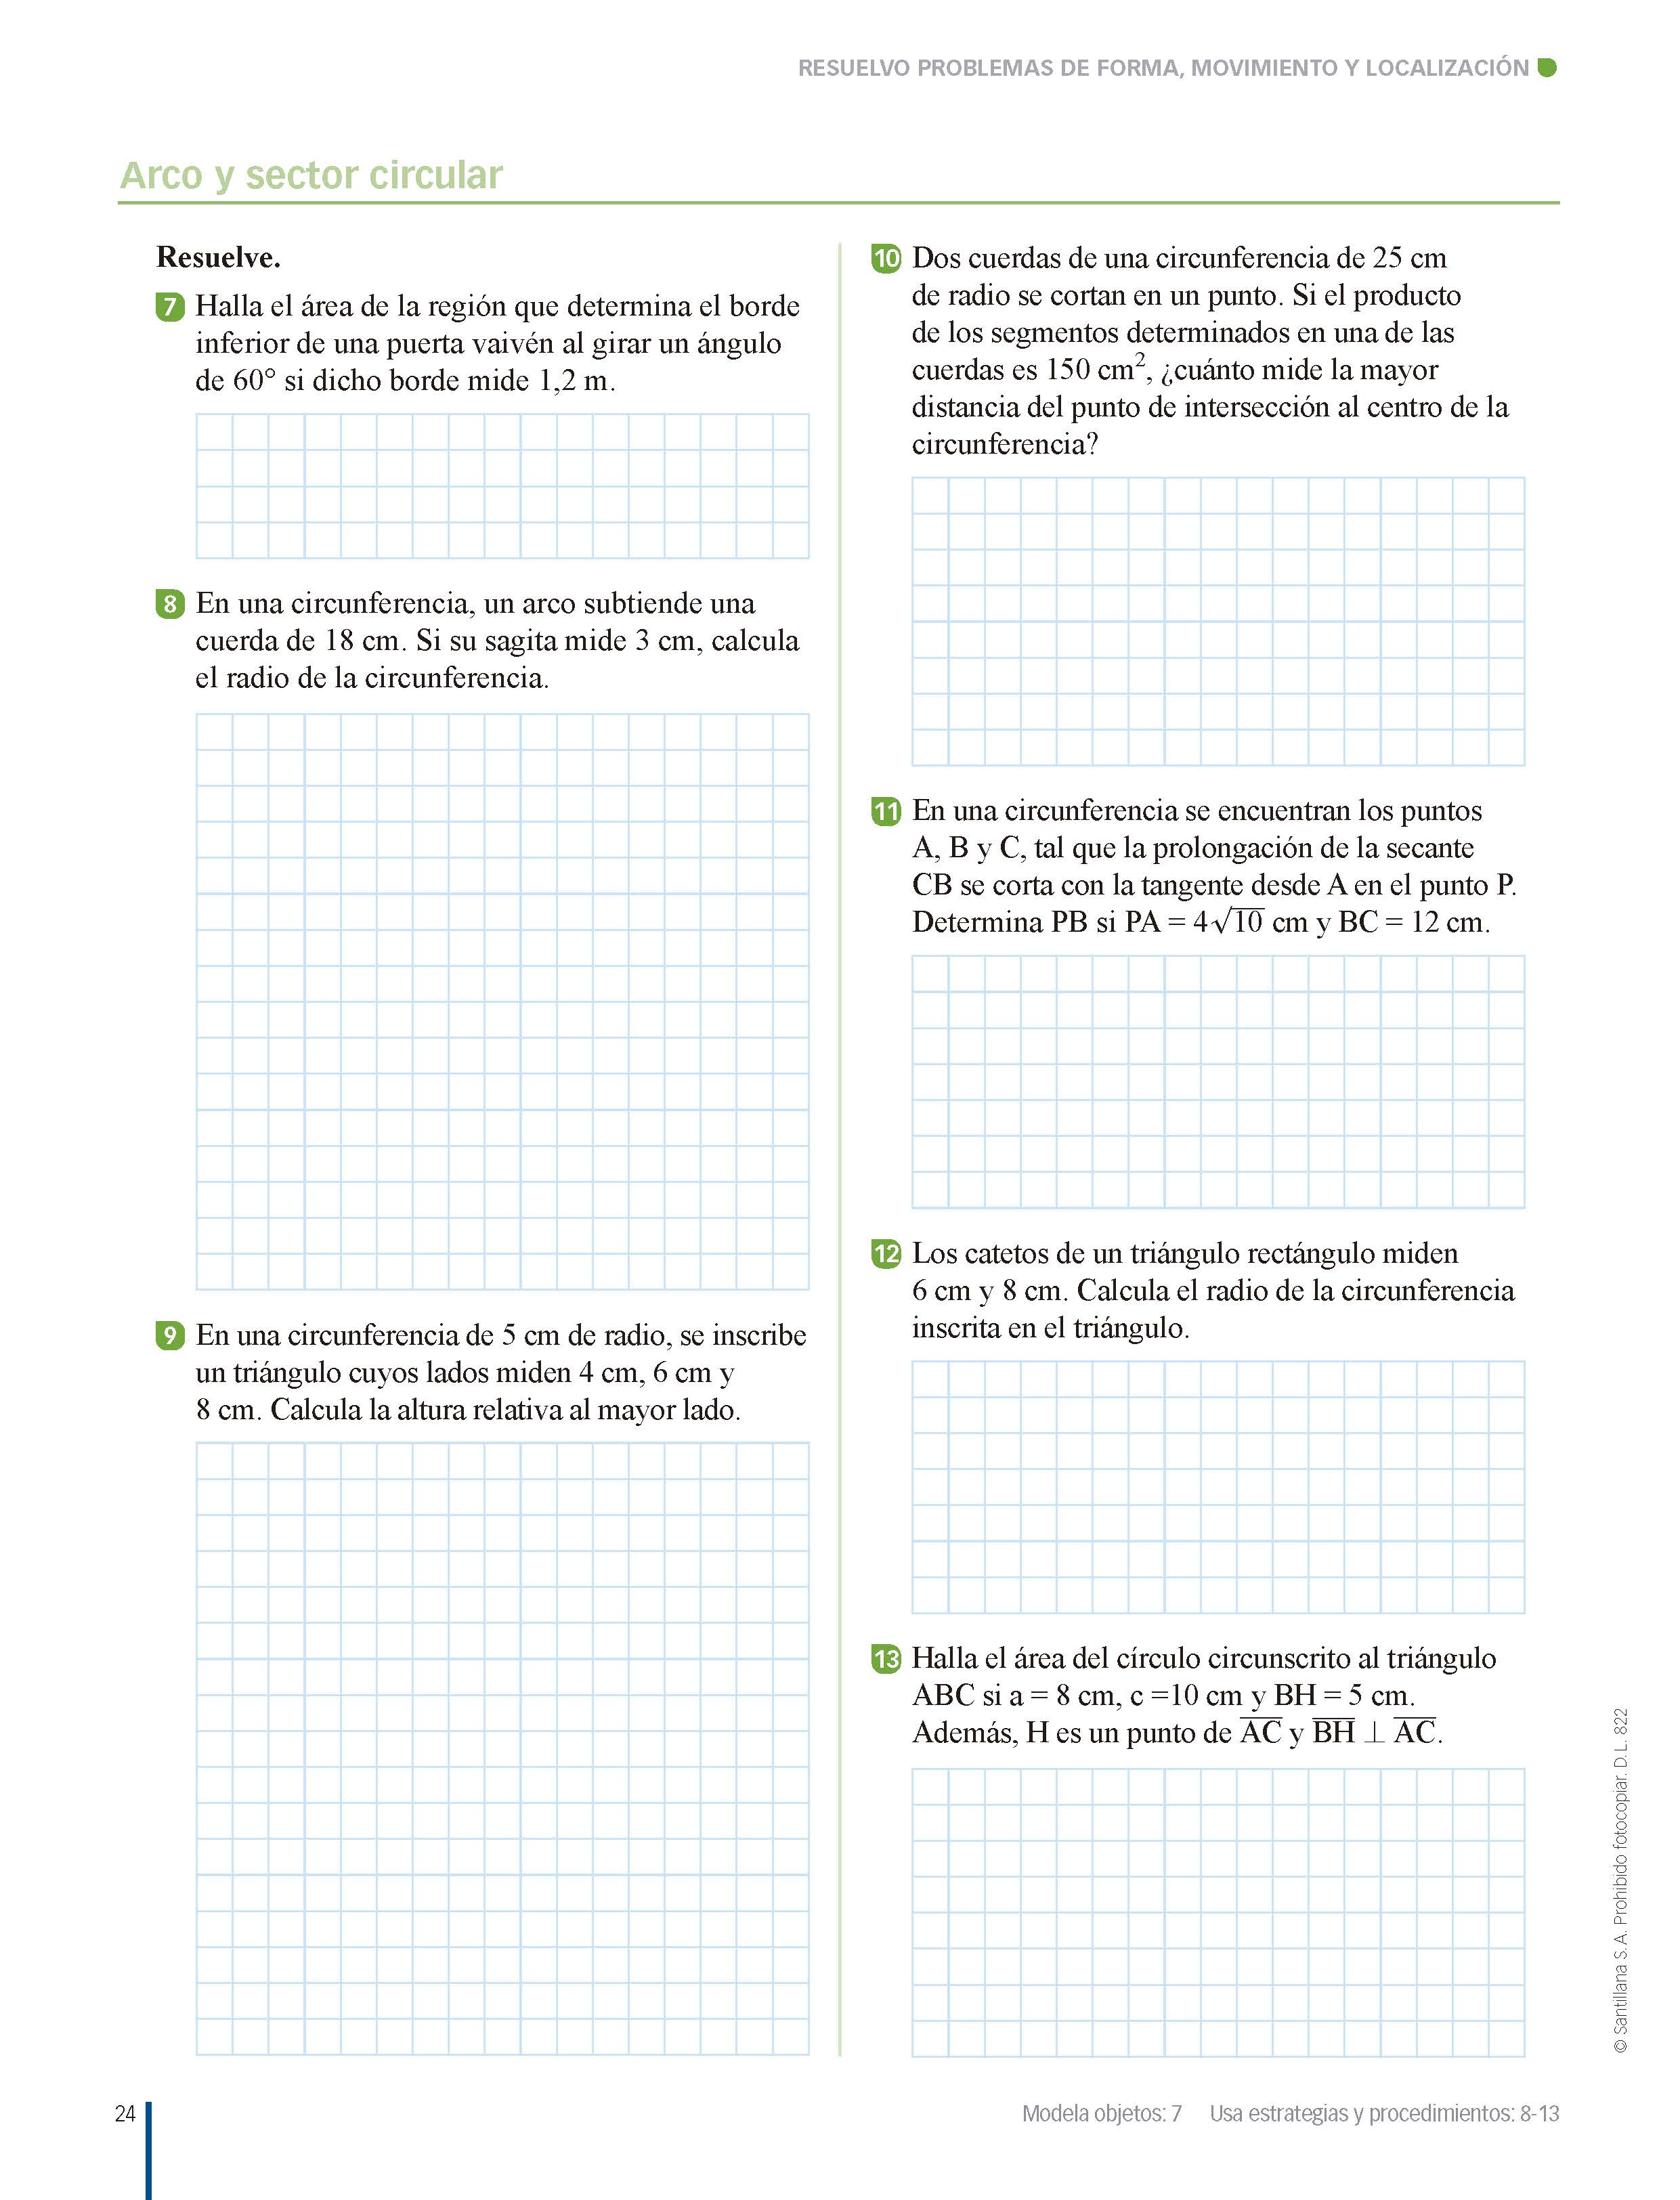 RESUELVO PROBLEMAS DE FORMA, MOVIMIENTO Y LOCALIZACIÓN
Arco y sector circular
Resuelve.
7 Halla el área de la región que determina el borde
inferior de una puerta vaivén al girar un ángulo
de 60° si dicho borde mide 1,2 m.
8 En una circunferencia, un arco subtiende una
cuerda de 18 cm. Si su sagita mide 3 cm, calcula
el radio de la circunferencia.
9 En una circunferencia de 5 cm de radio, se inscribe
un triángulo cuyos lados miden 4 cm, 6 cm y
8 cm. Calcula la altura relativa al mayor lado.
10 Dos cuerdas de una circunferencia de 25 cm
de radio se cortan en un punto. Si el producto
de los segmentos determinados en una de las
cuerdas es 150 cm², ¿cuánto mide la mayor
distancia del punto de intersección al centro de la
circunferencia?
11 En una circunferencia se encuentran los puntos
A, B y C, tal que la prolongación de la secante
CB se corta con la tangente desde A en el punto P.
Determina PB si PA = 4√10 cm y BC = 12 cm.
12 Los catetos de un triángulo rectángulo miden
6 cm y 8 cm. Calcula el radio de la circunferencia
inscrita en el triángulo.
13 Halla el área del círculo circunscrito al triángulo
ABC si a = 8 cm, c =10 cm y BH = 5 cm.
Además, H es un punto de A̅C̅ y B̅H̅ ⊥ A̅C̅.
© Santillana S. A. Prohibido fotocopiar. D. L. 822
24
Modela objetos: 7 Usa estrategias y procedimientos: 8-13